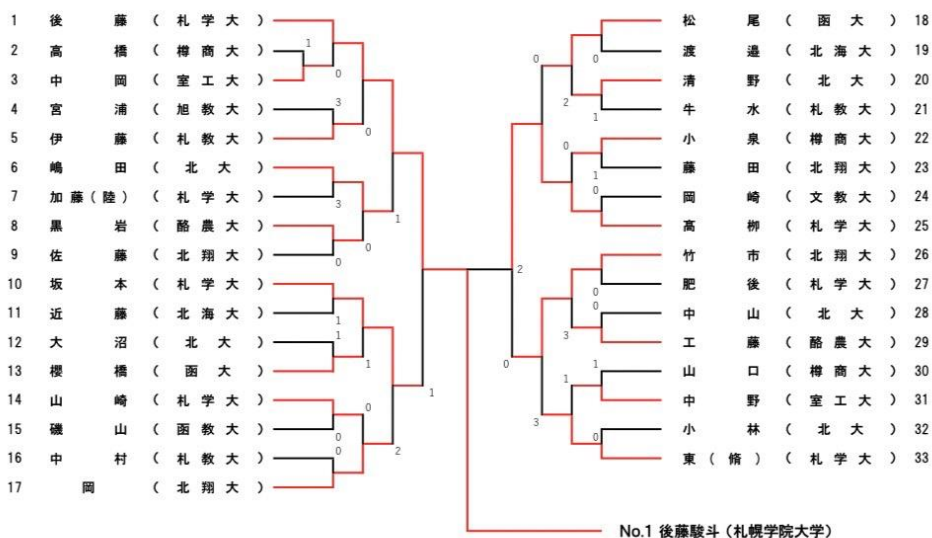 1 後藤 ( 札学大 )
2 高橋 ( 樽商大 )
3 中岡 ( 室工大 )
4 宮浦 ( 旭教大 )
5 伊藤 ( 札教大 )
6 嶋田 ( 北大 )
7 加藤(陸) ( 札学大 )
8 黒岩 ( 酪農大 )
9 佐藤 ( 北翔大 )
10 坂本 ( 札学大 )
11 近藤 ( 北海大 )
12 大沼 ( 北大 )
13 櫻橋 ( 函大 )
14 山崎 ( 札学大 )
15 磯山 ( 函教大 )
16 中村 ( 札教大 )
17 岡 ( 北翔大 )
1
0
3
0
3
0
1
0
1
1
1
0
0
0
2
1
2
0
0
0
2
1
0
1
0
0
0
3
1
1
0
3
松尾 ( 函大 ) 18
渡邉 ( 北海大 ) 19
清野 ( 北大 ) 20
牛水 ( 札教大 ) 21
小泉 ( 樽商大 ) 22
藤田 ( 北翔大 ) 23
岡崎 ( 文教大 ) 24
高柳 ( 札学大 ) 25
竹市 ( 北翔大 ) 26
肥後 ( 札学大 ) 27
中山 ( 北大 ) 28
工藤 ( 酪農大 ) 29
山口 ( 樽商大 ) 30
中野 ( 室工大 ) 31
小林 ( 北大 ) 32
東(脩) ( 札学大 ) 33
No.1 後藤駿斗(札幌学院大学)